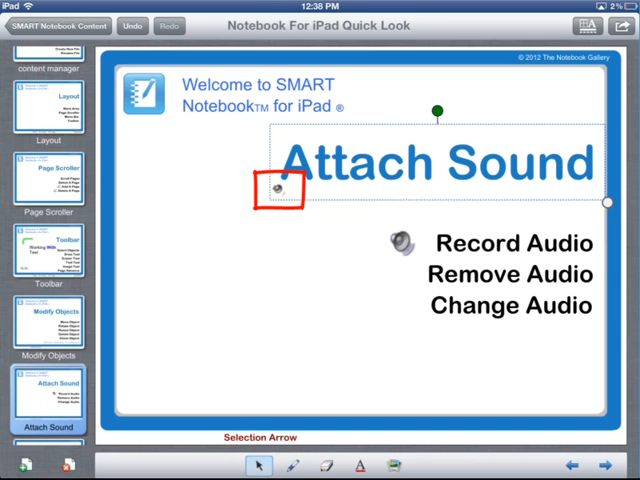 iPad
12:38 PM
2%
SMART Notebook Content
Undo
Redo
Notebook For iPad Quick Look
content manager
Layout
Layout
Page Scroller
Page Scroller
Toolbar
Toolbar
Modify Objects
Modify Objects
Attach Sound
Record Audio
Remove Audio
Change Audio
Attach Sound
© 2012 The Notebook Gallery
Welcome to SMART
Notebook™ for iPad ®
Attach Sound
Record Audio
Remove Audio
Change Audio
Selection Arrow